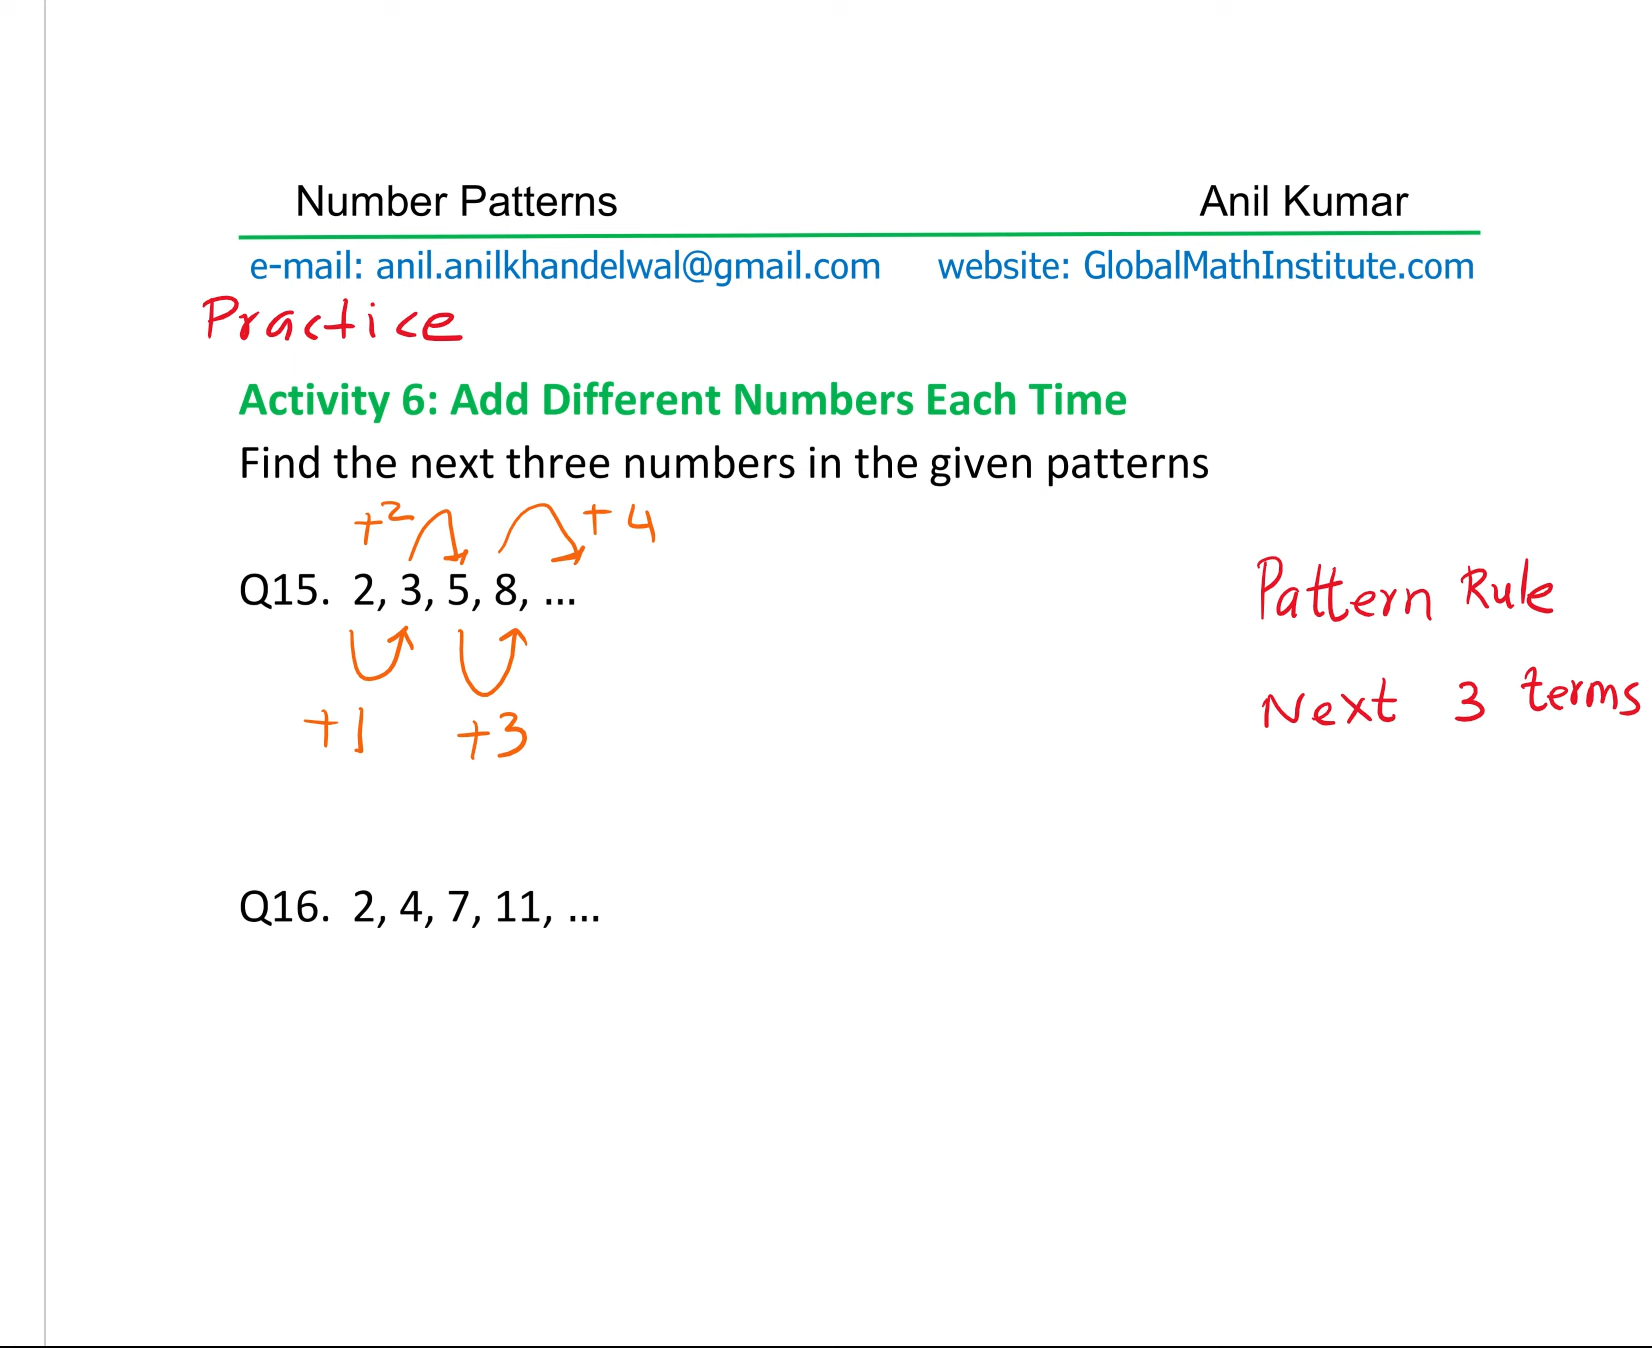 Number Patterns Anil Kumar
e-mail: anil.anilkhandelwal@gmail.com website: GlobalMathInstitute.com
Practice
Activity 6: Add Different Numbers Each Time
Find the next three numbers in the given patterns
+2 +4
Q15. 2, 3, 5, 8, ...
Pattern Rule
+1 +3
Next 3 terms
Q16. 2, 4, 7, 11, ...